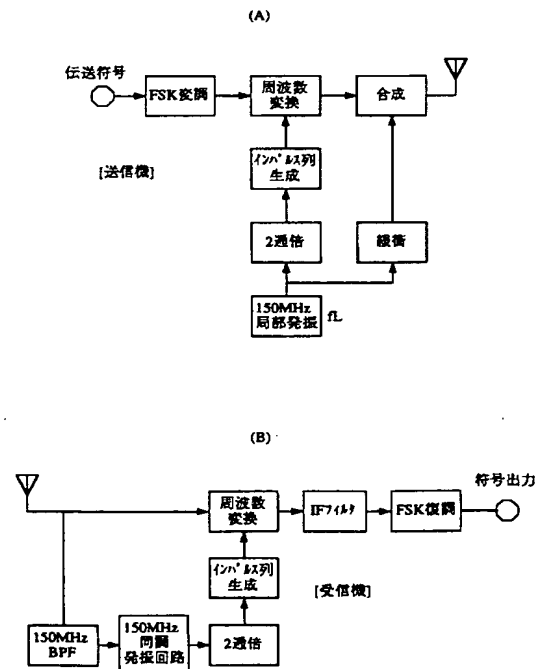 (A)
伝送符号
FSK変調
周波数
変換
合成
[送信機]
インパルス列
生成
2逓倍
緩衝
150MHz
局部発振
fL
(B)
符号出力
周波数
変換
IFフィルタ
FSK復調
インパルス列
生成
[受信機]
150MHz
BPF
150MHz
同調
発振回路
2逓倍